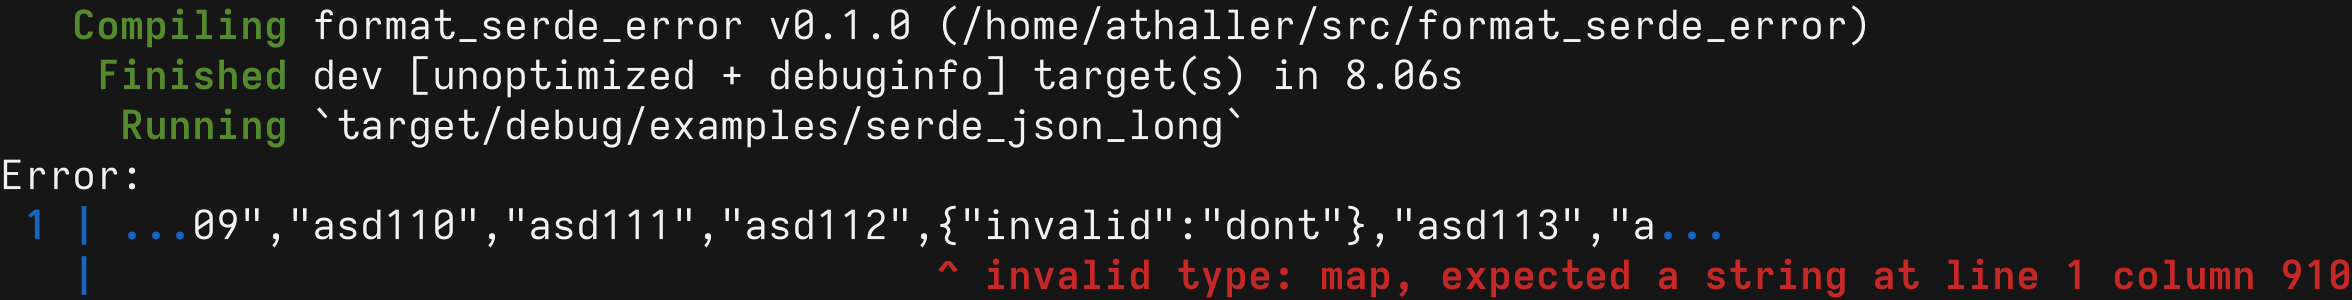 Compiling format_serde_error v0.1.0 (/home/athaller/src/format_serde_error)
Finished dev [unoptimized + debuginfo] target(s) in 8.06s
Running `target/debug/examples/serde_json_long`
Error:
1 | ...09","asd110","asd111","asd112",{"invalid":"dont"},"asd113","a...
| ^ invalid type: map, expected a string at line 1 column 910